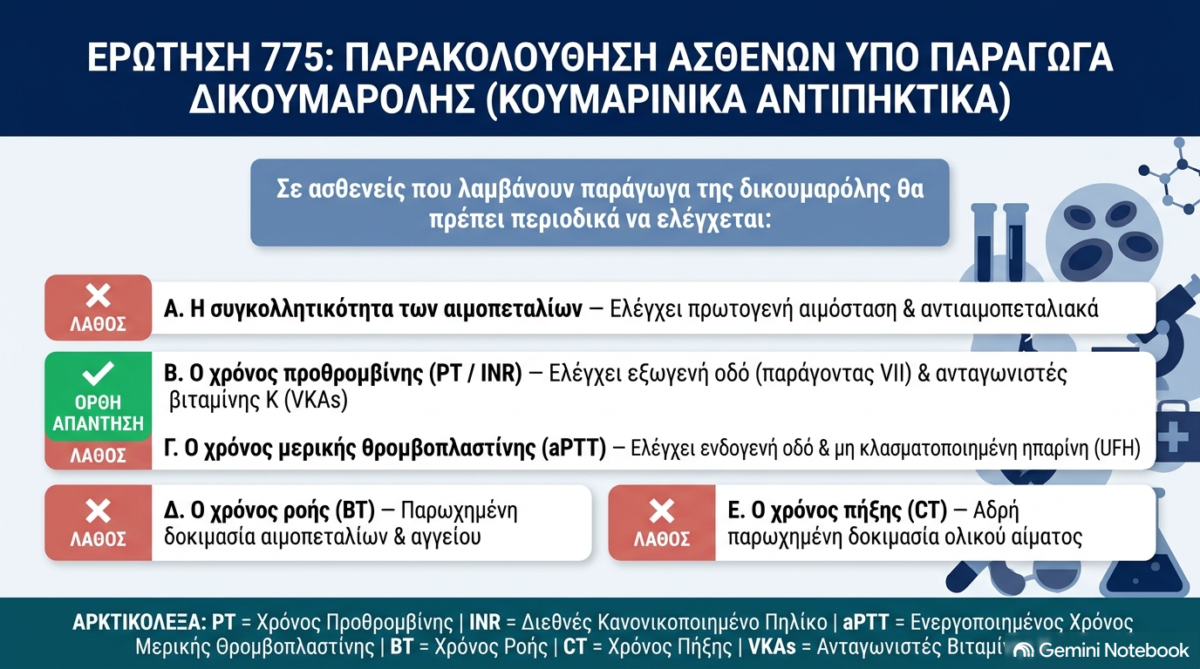 ΕΡΩΤΗΣΗ 775: ΠΑΡΑΚΟΛΟΥΘΗΣΗ ΑΣΘΕΝΩΝ ΥΠΟ ΠΑΡΑΓΩΓΑ
ΔΙΚΟΥΜΑΡΟΛΗΣ (ΚΟΥΜΑΡΙΝΙΚΑ ΑΝΤΙΠΗΚΤΙΚΑ)
Σε ασθενείς που λαμβάνουν παράγωγα της δικουμαρόλης θα
πρέπει περιοδικά να ελέγχεται:
ΛΑΘΟΣ
Α. Η συγκολλητικότητα των αιμοπεταλίων — Ελέγχει πρωτογενή αιμόσταση & αντιαιμοπεταλιακά
ΟΡΘΗ
ΑΠΑΝΤΗΣΗ
Β. Ο χρόνος προθρομβίνης (PT / INR) — Ελέγχει εξωγενή οδό (παράγοντας VII) & ανταγωνιστές
βιταμίνης Κ (VKAs)
ΛΑΘΟΣ
Γ. Ο χρόνος μερικής θρομβοπλαστίνης (aPTT) — Ελέγχει ενδογενή οδό & μη κλασματοποιημένη ηπαρίνη (UFH)
ΛΑΘΟΣ
Δ. Ο χρόνος ροής (BT) — Παρωχημένη
δοκιμασία αιμοπεταλίων & αγγείου
ΛΑΘΟΣ
Ε. Ο χρόνος πήξης (CT) — Αδρή
παρωχημένη δοκιμασία ολικού αίματος
ΑΡΚΤΙΚΟΛΕΞΑ: PT = Χρόνος Προθρομβίνης | INR = Διεθνές Κανονικοποιημένο Πηλίκο | aPTT = Ενεργοποιημένος Χρόνος
Μερικής Θρομβοπλαστίνης | BT = Χρόνος Ροής | CT = Χρόνος Πήξης | VKAs = Ανταγωνιστές
Gemini Notebook